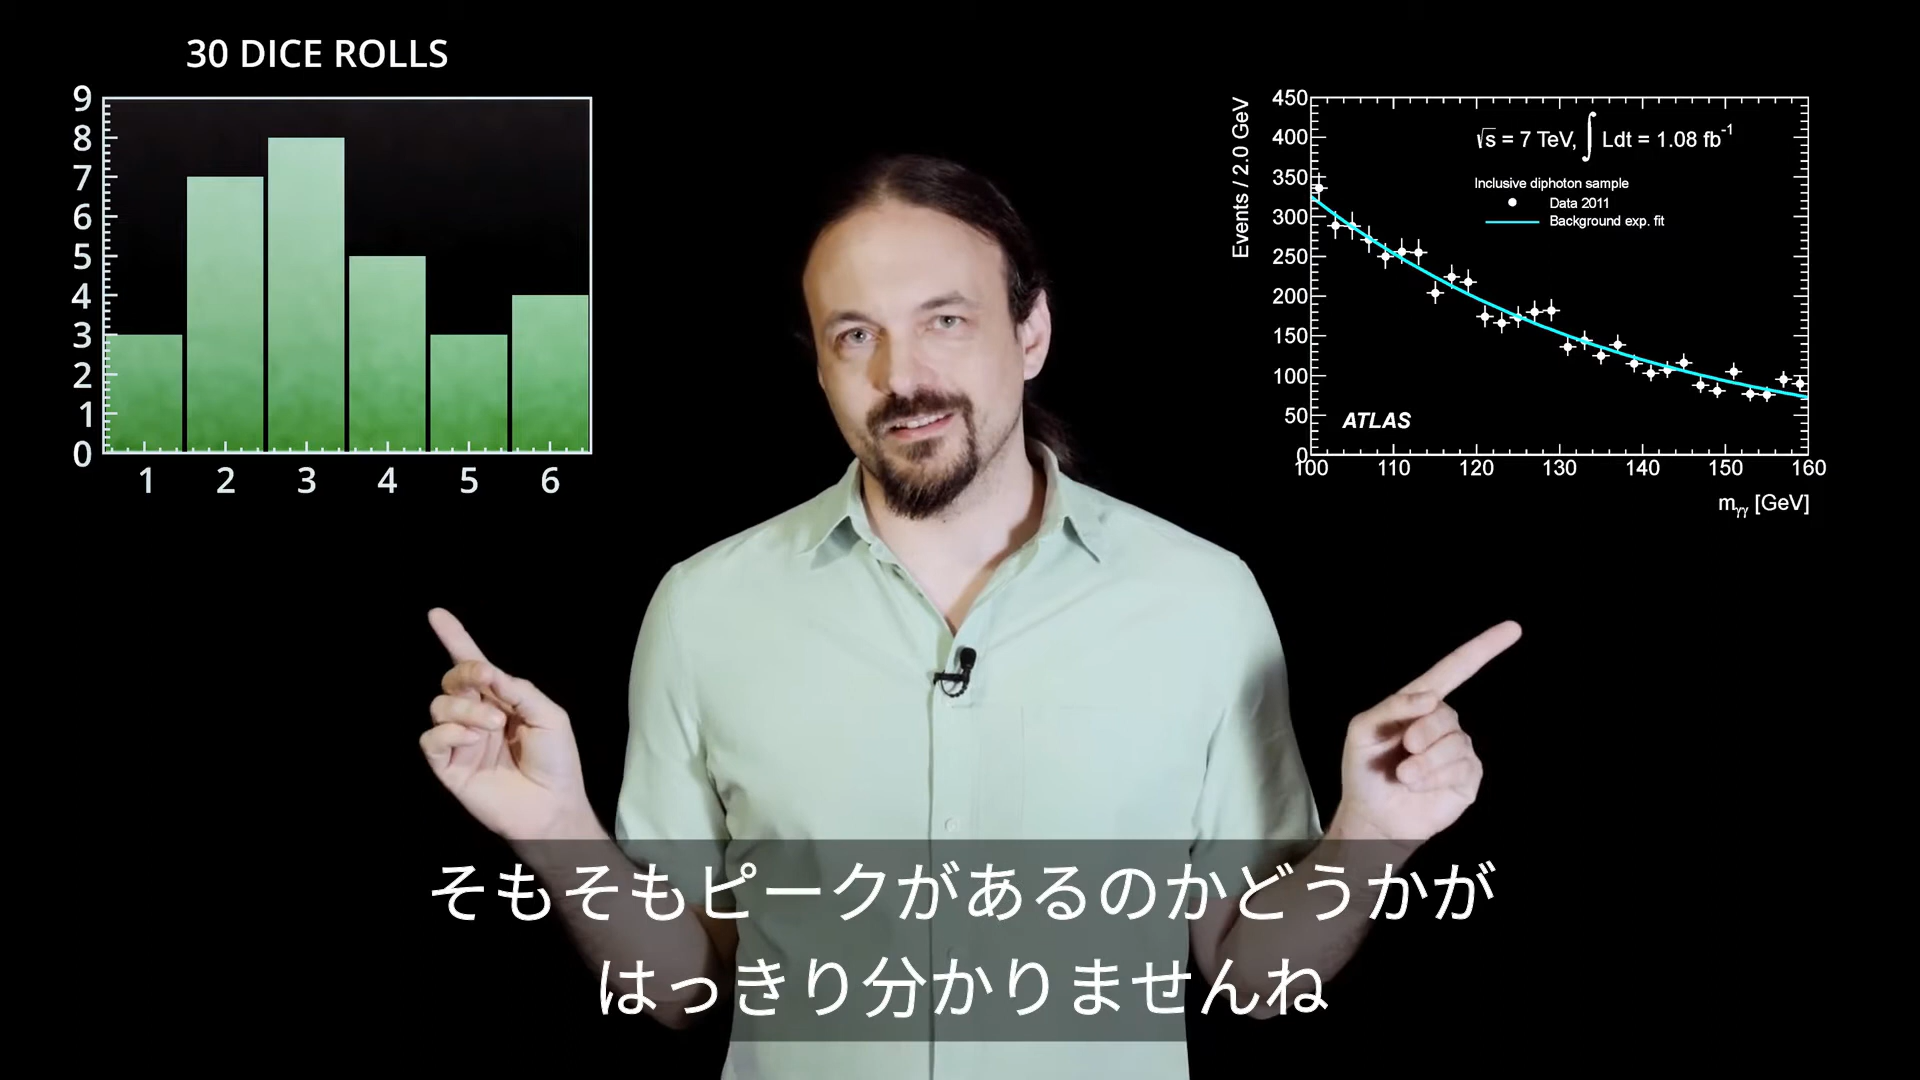 30 DICE ROLLS
9
8
7
6
5
4
3
2
1
0
1 2 3 4 5 6
Events / 2.0 GeV
450
400
350
300
250
200
150
100
50
0
√s = 7 TeV, ∫ Ldt = 1.08 fb⁻¹
Inclusive diphoton sample
Data 2011
Background exp. fit
ATLAS
100 110 120 130 140 150 160
mγγ [GeV]
そもそもピークがあるのかどうかが
はっきり分かりませんね